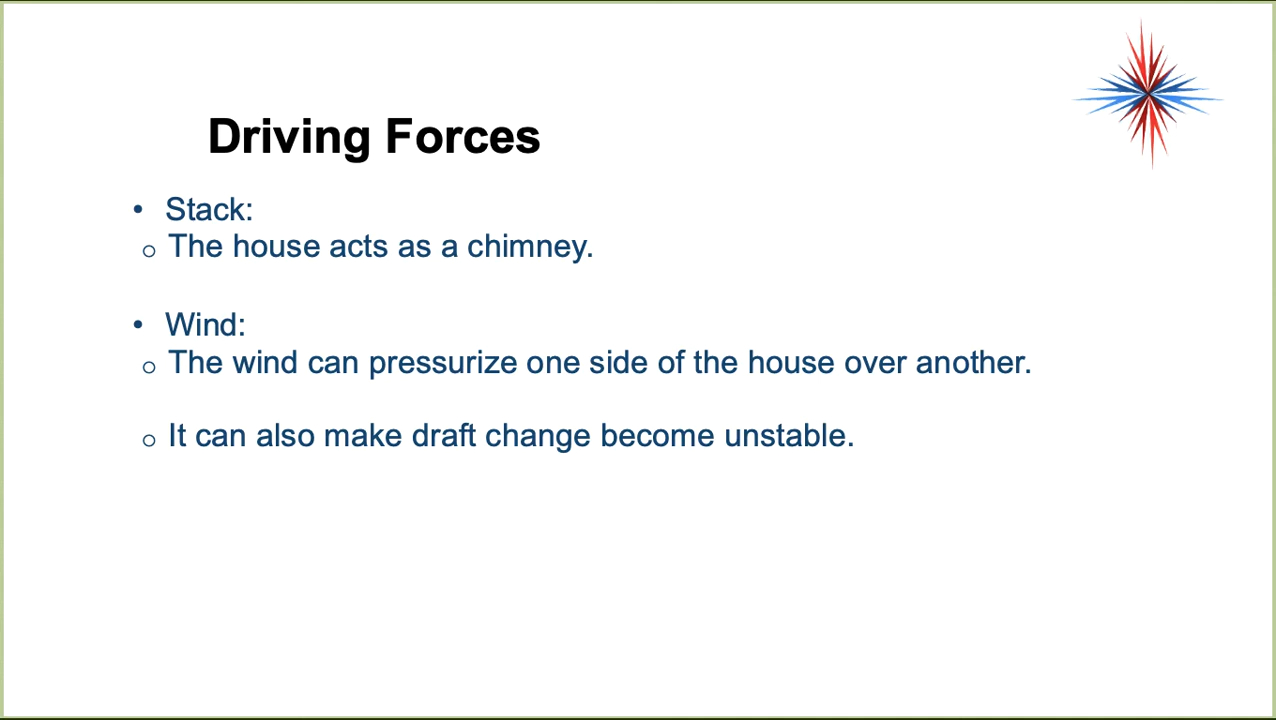 Driving Forces
• Stack:
o The house acts as a chimney.
• Wind:
o The wind can pressurize one side of the house over another.
o It can also make draft change become unstable.